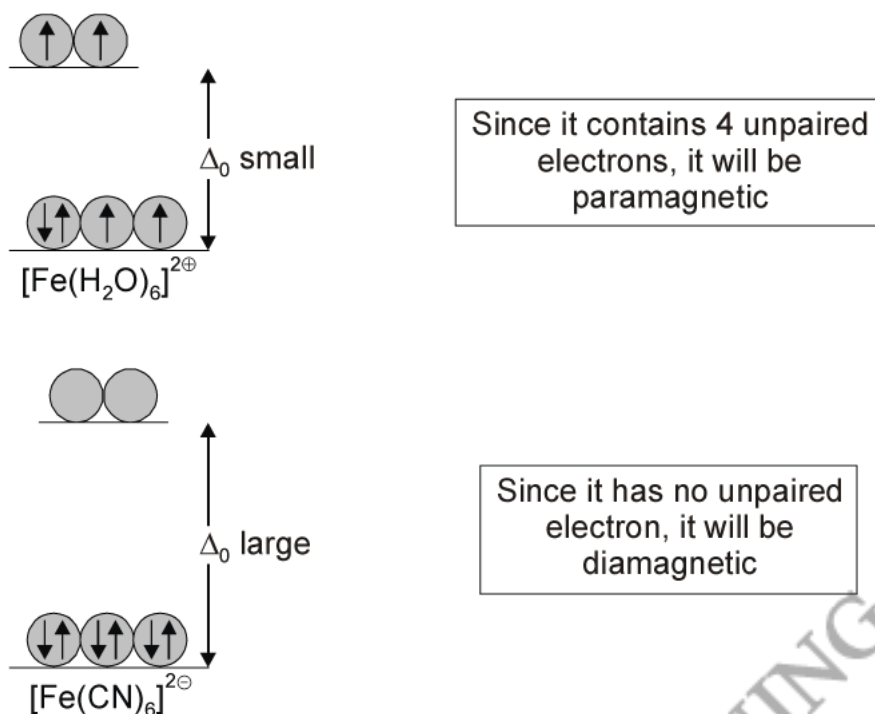 Δ₀ small
Since it contains 4 unpaired
electrons, it will be
paramagnetic
[Fe(H₂O)₆]²⊕
Δ₀ large
Since it has no unpaired
electron, it will be
diamagnetic
[Fe(CN)₆]²⊖